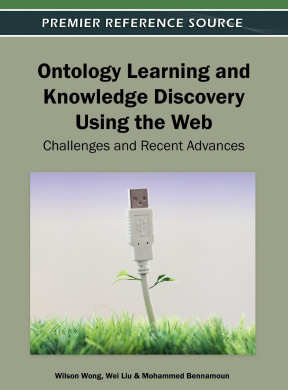 PREMIER REFERENCE SOURCE
Ontology Learning and
Knowledge Discovery
Using the Web
Challenges and Recent Advances
Wilson Wong, Wei Liu & Mohammed Bennamoun